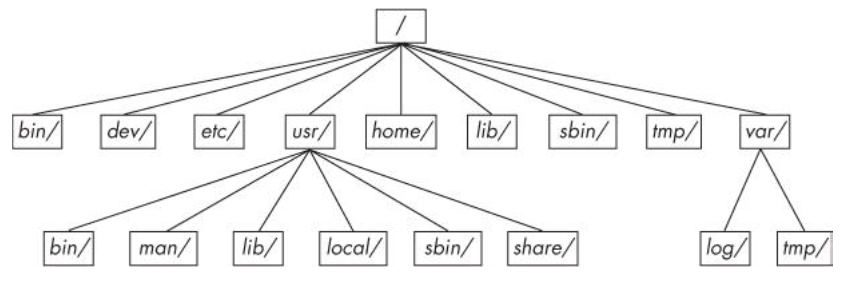 /
bin/ dev/ etc/ usr/ home/ lib/ sbin/ tmp/ var/
bin/ man/ lib/ local/ sbin/ share/ log/ tmp/